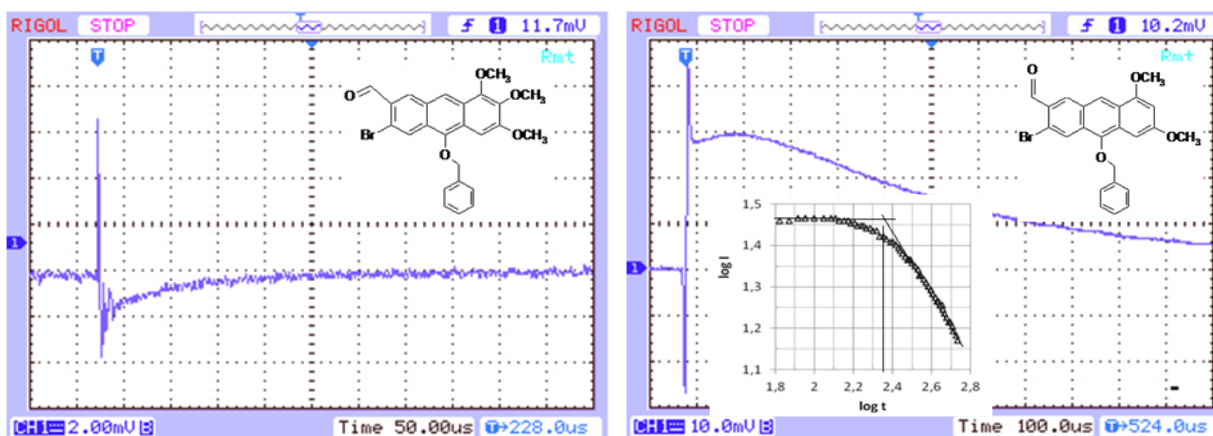 RIGOL STOP 11.7mV
T
Rmt
O
OCH₃
OCH₃
Br
OCH₃
O
1
CH1 2.00mV B Time 50.00us T→228.0us
RIGOL STOP 10.2mV
T
Rmt
O
OCH₃
Br
OCH₃
O
1
1,5
1,4
1,3
1,2
1,1
log I
1,8 2 2,2 2,4 2,6 2,8
log t
CH1 10.0mV B Time 100.0us T→524.0us